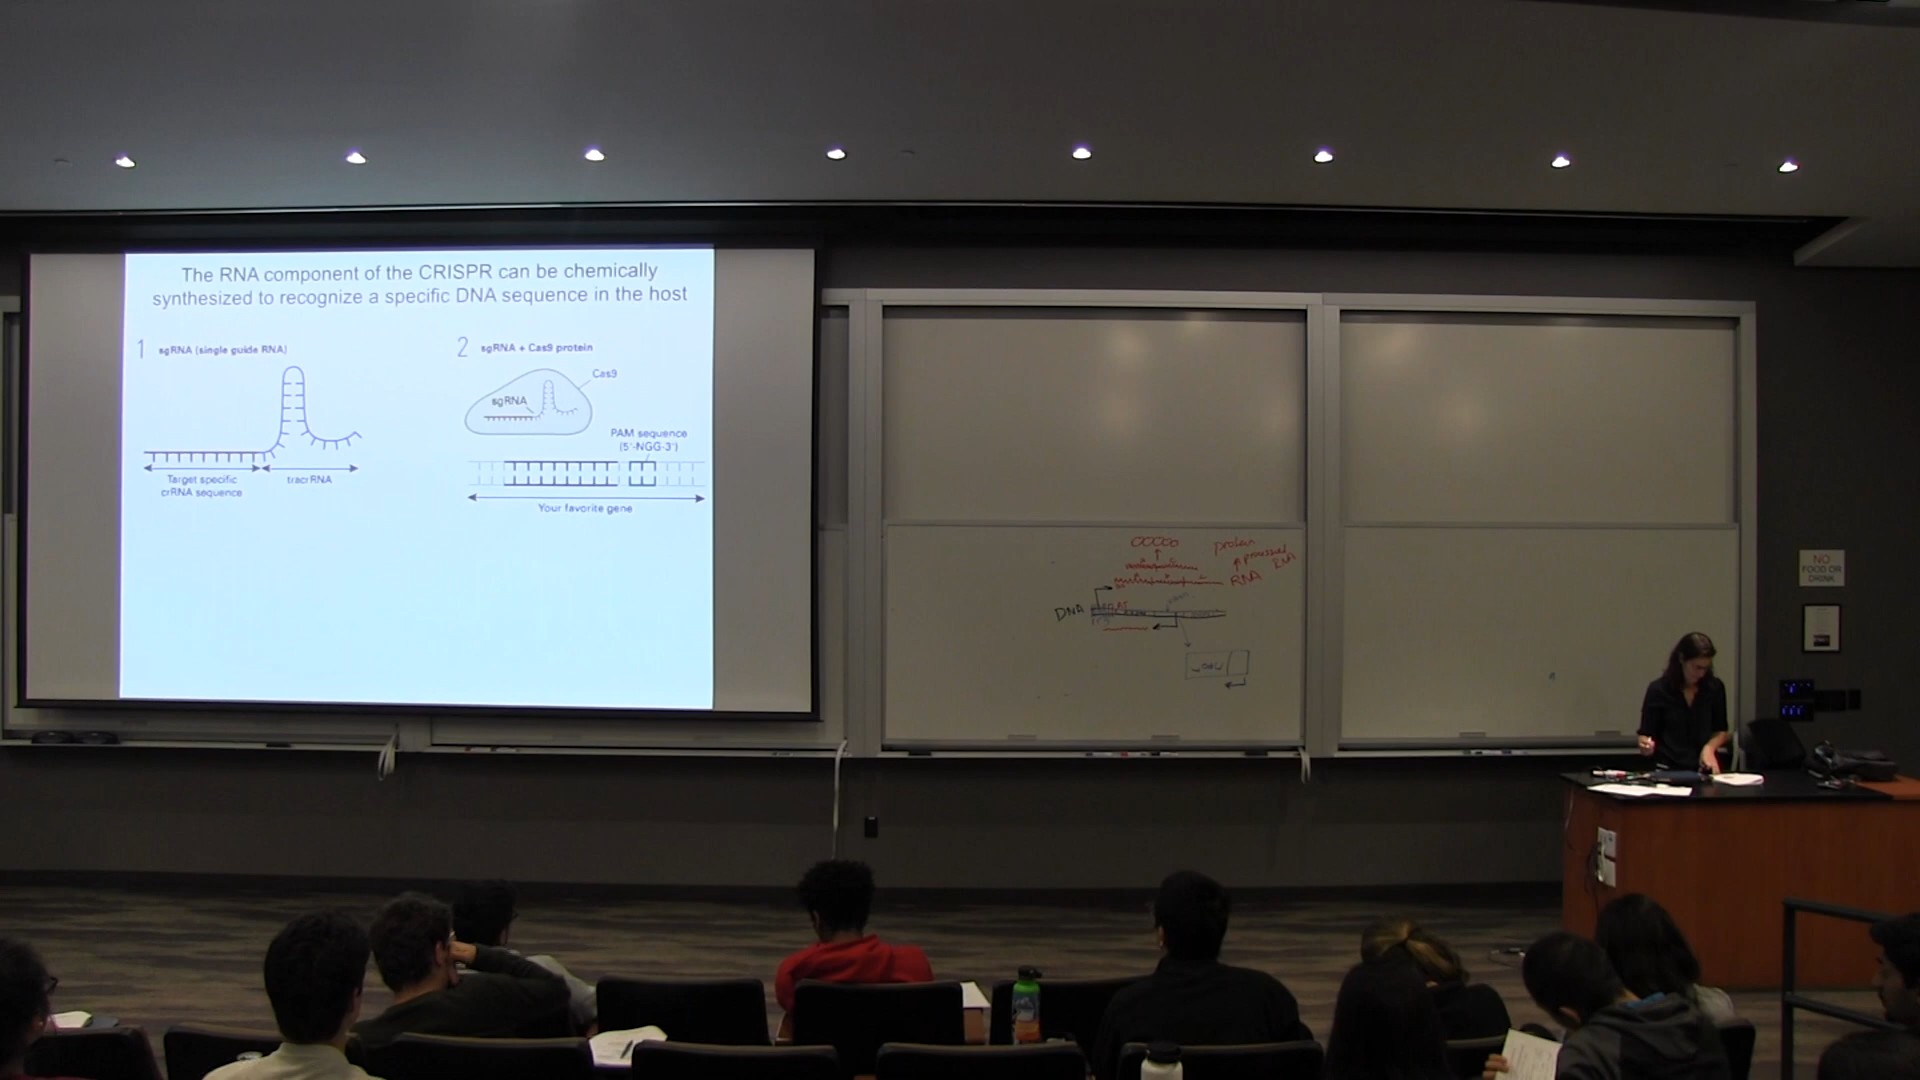 The RNA component of the CRISPR can be chemically
synthesized to recognize a specific DNA sequence in the host
1 sgRNA (single guide RNA)
Target specific
crRNA sequence
tracrRNA
2 sgRNA + Cas9 protein
Cas9
sgRNA
PAM sequence
(5'-NGG-3')
Your favorite gene
protein
processed
RNA
RNA
DNA
NO
FOOD OR
DRINK